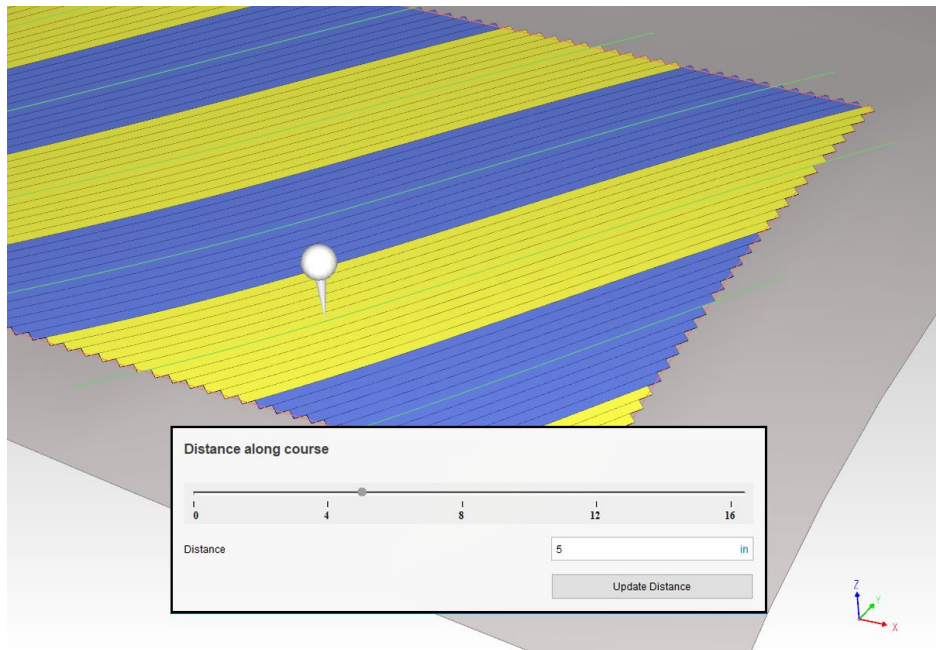 Distance along course
0 4 8 12 16
Distance 5 in
Update Distance
Z
Y
X